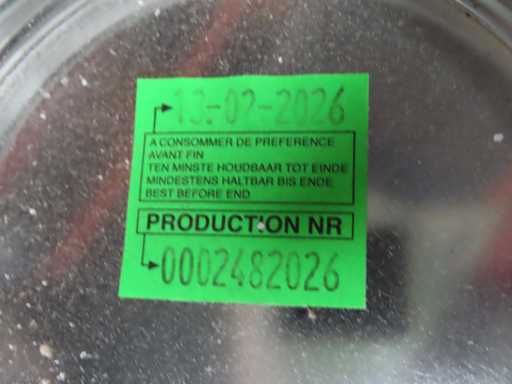 13-02-2026
A CONSOMMER DE PREFERENCE
AVANT FIN
TEN MINSTE HOUDBAAR TOT EINDE
MINDESTENS HALTBAR BIS ENDE
BEST BEFORE END
PRODUCTION NR
0002482026